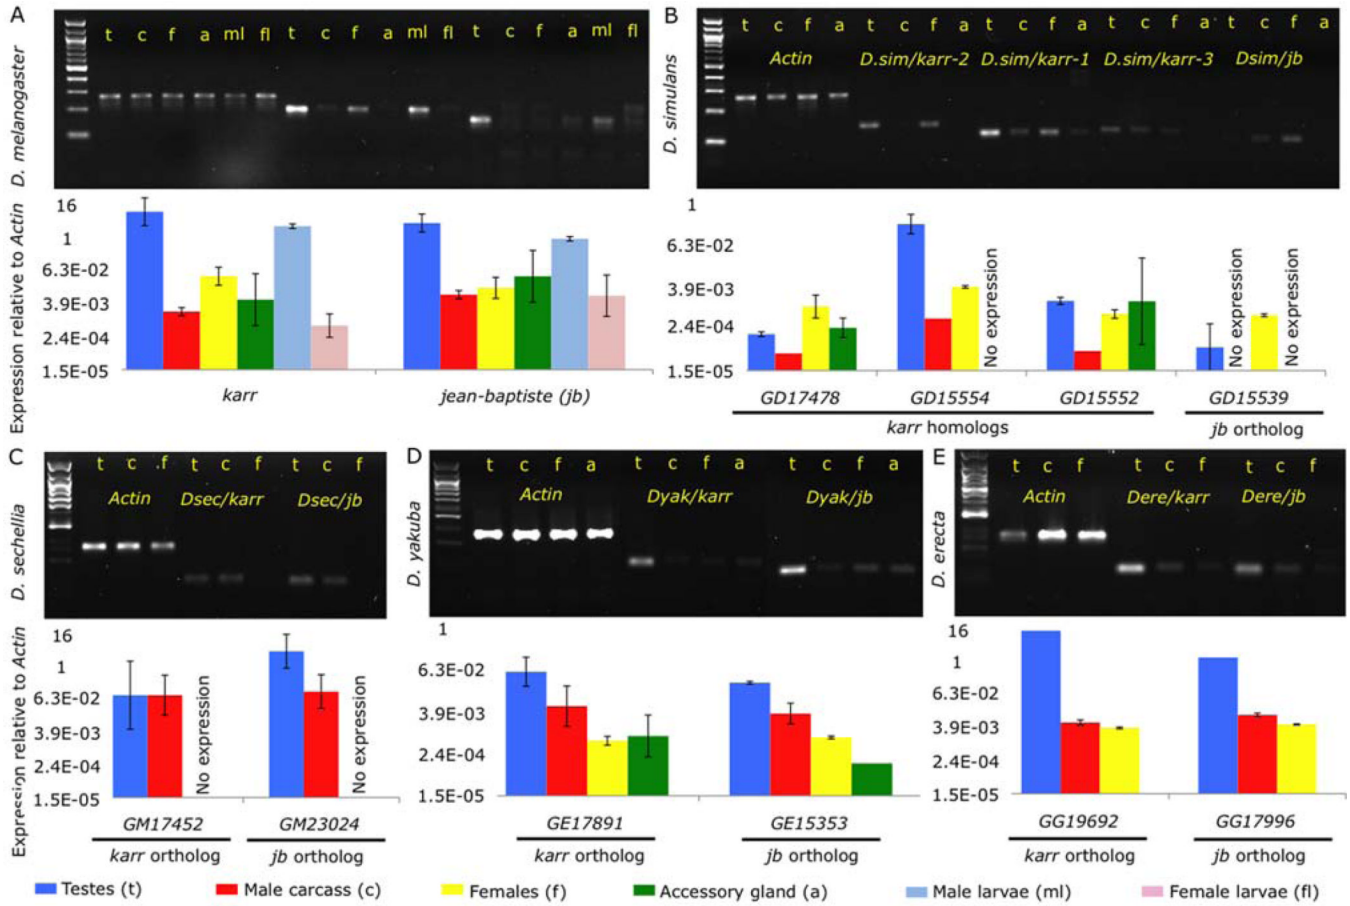 A
D. melanogaster
t c f a ml fl t c f a ml fl t c f a ml fl
Expression relative to Actin
16
1
6.3E-02
3.9E-03
2.4E-04
1.5E-05
karr
jean-baptiste (jb)
B
D. simulans
t c f a t c f a t c f a t c f a t c f a
Actin
D.sim/karr-2
D.sim/karr-1
D.sim/karr-3
Dsim/jb
1
6.3E-02
3.9E-03
2.4E-04
1.5E-05
No expression
No expression
No expression
GD17478
GD15554
GD15552
GD15539
karr homologs
jb ortholog
C
D. sechellia
t c f t c f t c f
Actin
Dsec/karr
Dsec/jb
Expression relative to Actin
16
1
6.3E-02
3.9E-03
2.4E-04
1.5E-05
No expression
No expression
GM17452
GM23024
karr ortholog
jb ortholog
D
D. yakuba
t c f a t c f a t c f a
Actin
Dyak/karr
Dyak/jb
1
6.3E-02
3.9E-03
2.4E-04
1.5E-05
GE17891
GE15353
karr ortholog
jb ortholog
E
D. erecta
t c f t c f t c f
Actin
Dere/karr
Dere/jb
16
1
6.3E-02
3.9E-03
2.4E-04
1.5E-05
GG19692
GG17996
karr ortholog
jb ortholog
Testes (t)
Male carcass (c)
Females (f)
Accessory gland (a)
Male larvae (ml)
Female larvae (fl)